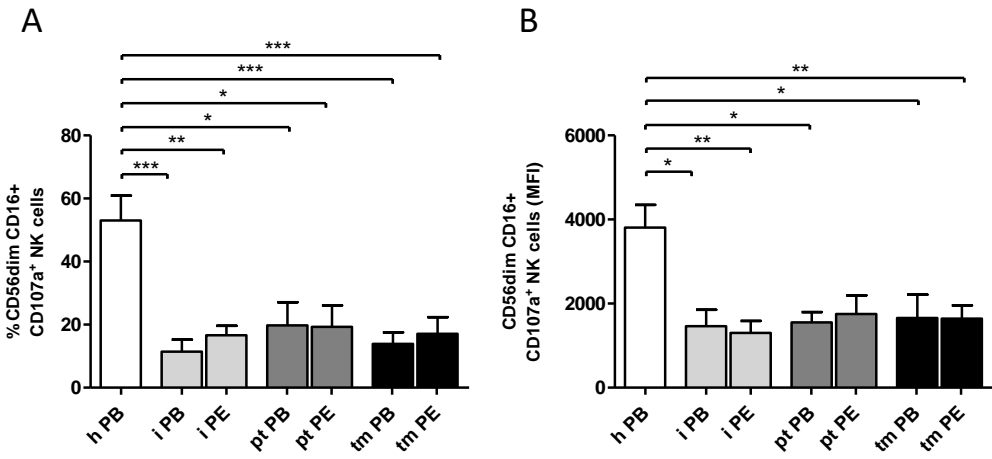 A
***
***
*
*
**
***
80
60
40
20
0
%CD56dim CD16+
CD107a⁺ NK cells
h PB
i PB
i PE
pt PB
pt PE
tm PB
tm PE
B
**
*
*
**
*
6000
4000
2000
0
CD56dim CD16+
CD107a⁺ NK cells (MFI)
h PB
i PB
i PE
pt PB
pt PE
tm PB
tm PE